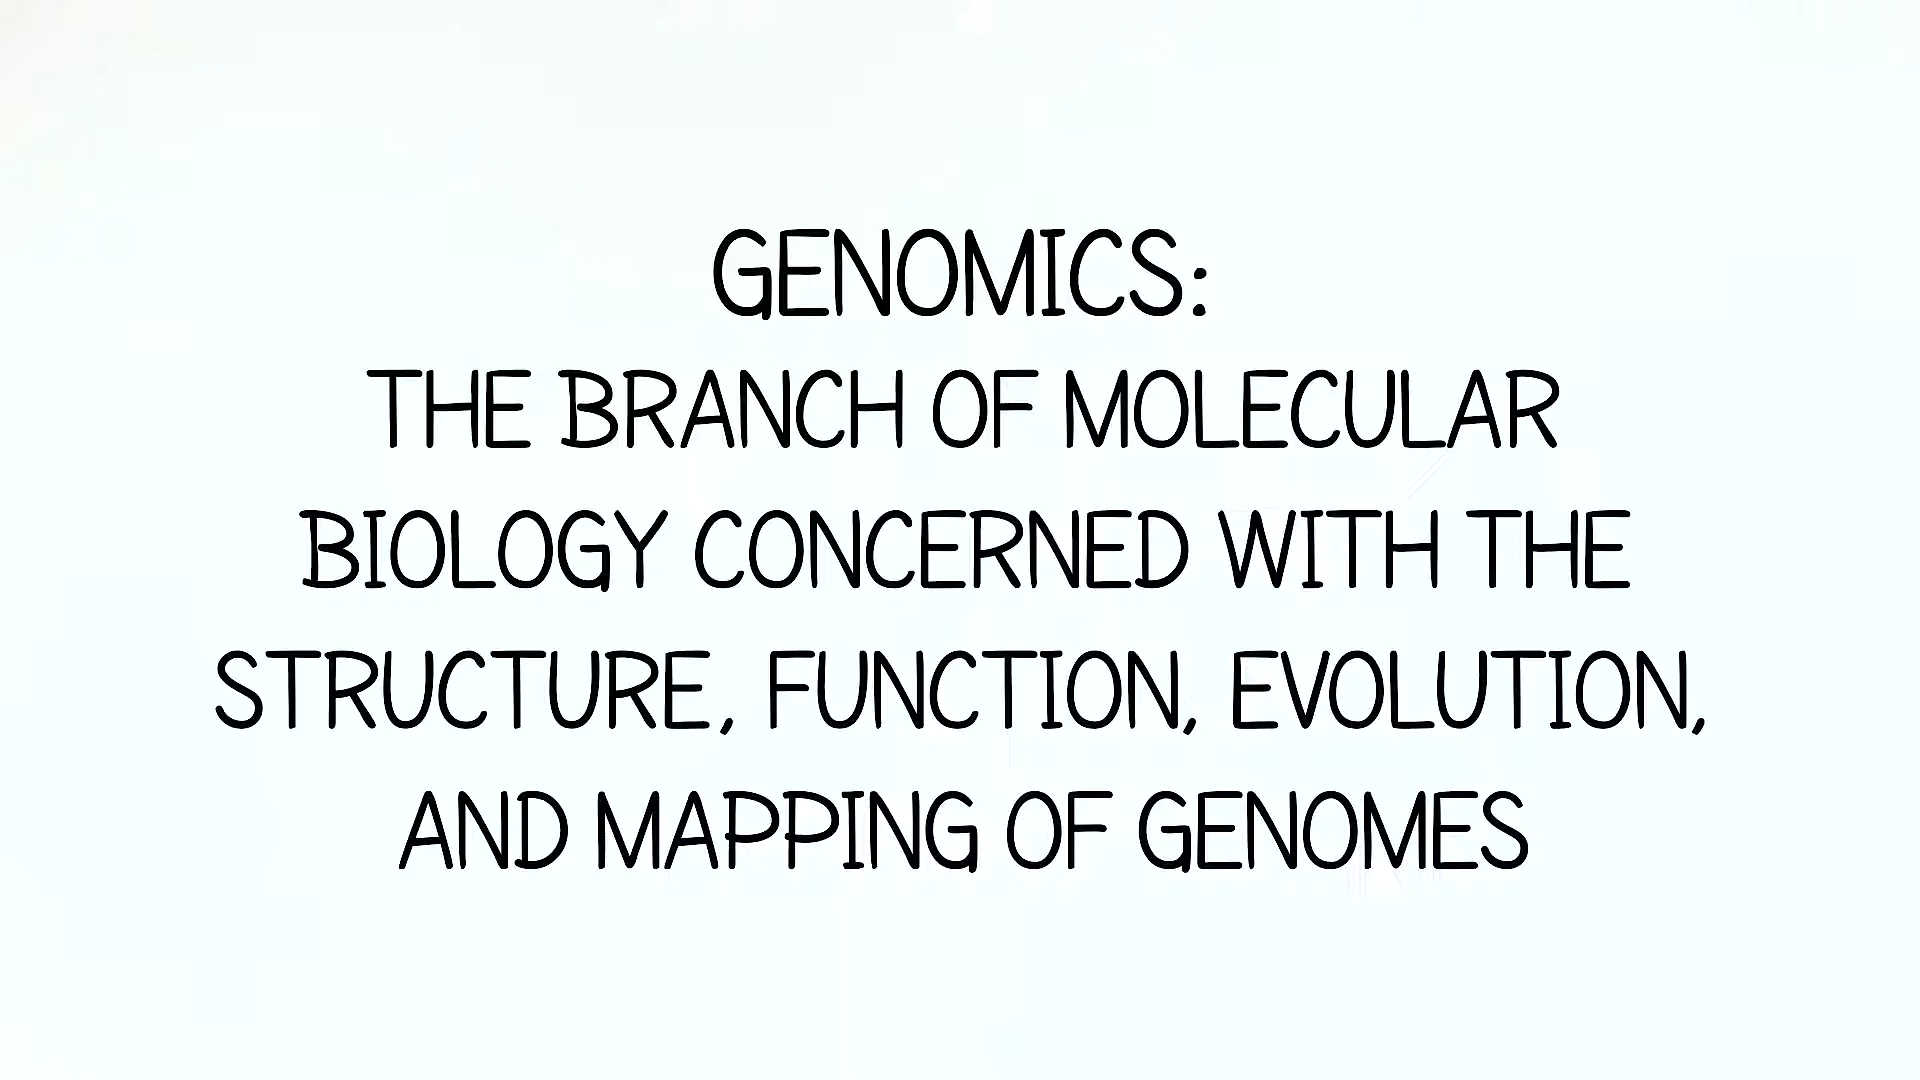 GENOMICS:
THE BRANCH OF MOLECULAR
BIOLOGY CONCERNED WITH THE
STRUCTURE, FUNCTION, EVOLUTION,
AND MAPPING OF GENOMES